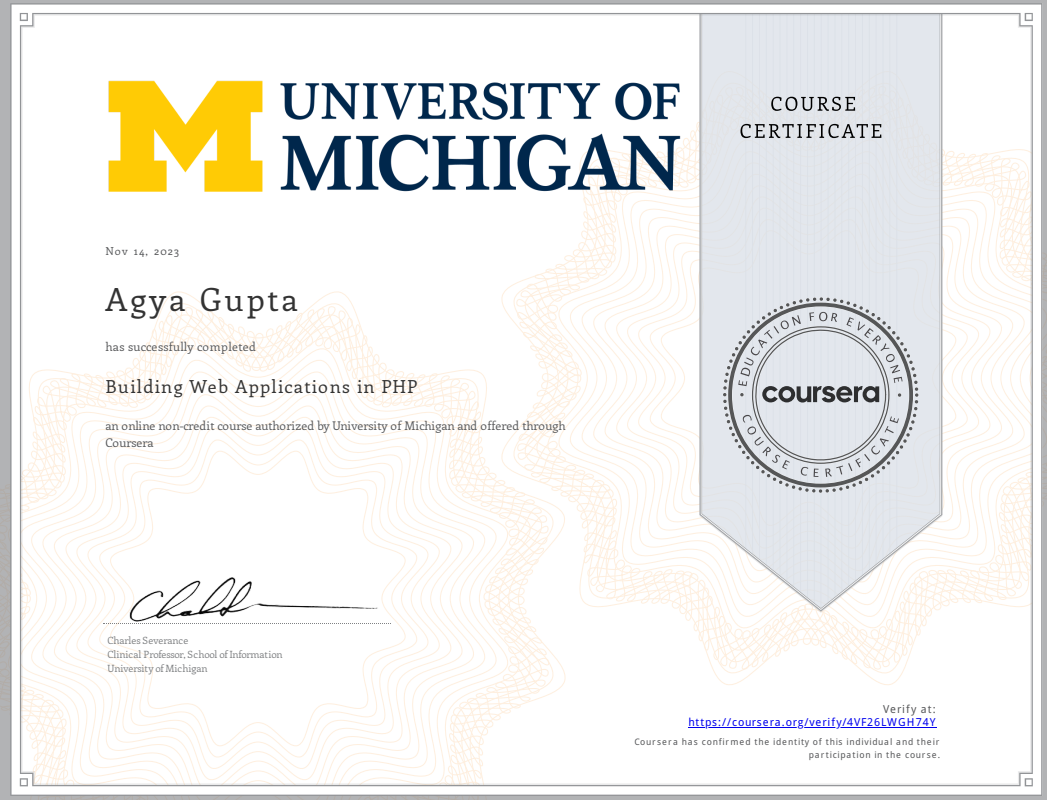 UNIVERSITY OF
MICHIGAN
COURSE
CERTIFICATE
Nov 14, 2023
Agya Gupta
has successfully completed
Building Web Applications in PHP
an online non-credit course authorized by University of Michigan and offered through
Coursera
EDUCATION FOR EVERYONE
coursera
COURSE CERTIFICATE
Charles Severance
Clinical Professor, School of Information
University of Michigan
Verify at:
https://coursera.org/verify/4VF26LWGH74Y
Coursera has confirmed the identity of this individual and their
participation in the course.